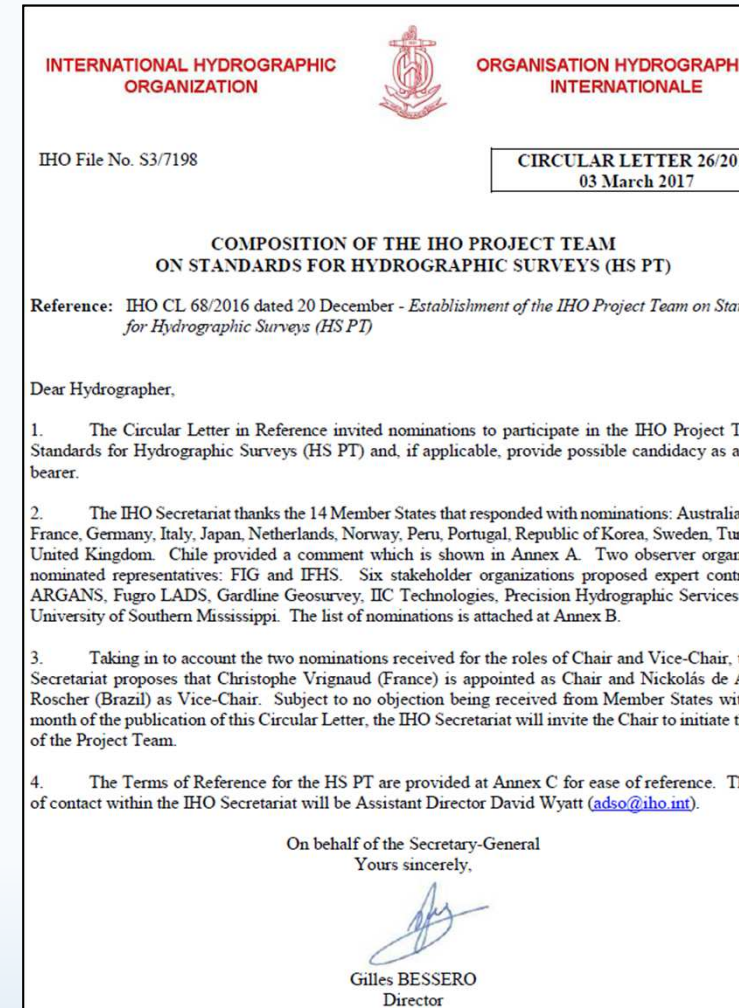 INTERNATIONAL HYDROGRAPHIC
ORGANIZATION
ORGANISATION HYDROGRAPH
INTERNATIONALE
IHO File No. S3/7198
CIRCULAR LETTER 26/20
03 March 2017
COMPOSITION OF THE IHO PROJECT TEAM
ON STANDARDS FOR HYDROGRAPHIC SURVEYS (HS PT)
Reference: IHO CL 68/2016 dated 20 December - Establishment of the IHO Project Team on Sta
for Hydrographic Surveys (HS PT)
Dear Hydrographer,
1. The Circular Letter in Reference invited nominations to participate in the IHO Project T
Standards for Hydrographic Surveys (HS PT) and, if applicable, provide possible candidacy as a
bearer.
2. The IHO Secretariat thanks the 14 Member States that responded with nominations: Australia
France, Germany, Italy, Japan, Netherlands, Norway, Peru, Portugal, Republic of Korea, Sweden, Tu
United Kingdom. Chile provided a comment which is shown in Annex A. Two observer organ
nominated representatives: FIG and IFHS. Six stakeholder organizations proposed expert contr
ARGANS, Fugro LADS, Gardline Geosurvey, IIC Technologies, Precision Hydrographic Services
University of Southern Mississippi. The list of nominations is attached at Annex B.
3. Taking in to account the two nominations received for the roles of Chair and Vice-Chair,
Secretariat proposes that Christophe Vrignaud (France) is appointed as Chair and Nickolás de A
Roscher (Brazil) as Vice-Chair. Subject to no objection being received from Member States wit
month of the publication of this Circular Letter, the IHO Secretariat will invite the Chair to initiate t
of the Project Team.
4. The Terms of Reference for the HS PT are provided at Annex C for ease of reference. T
of contact within the IHO Secretariat will be Assistant Director David Wyatt (adso@iho.int).
On behalf of the Secretary-General
Yours sincerely,
Gilles BESSERO
Director